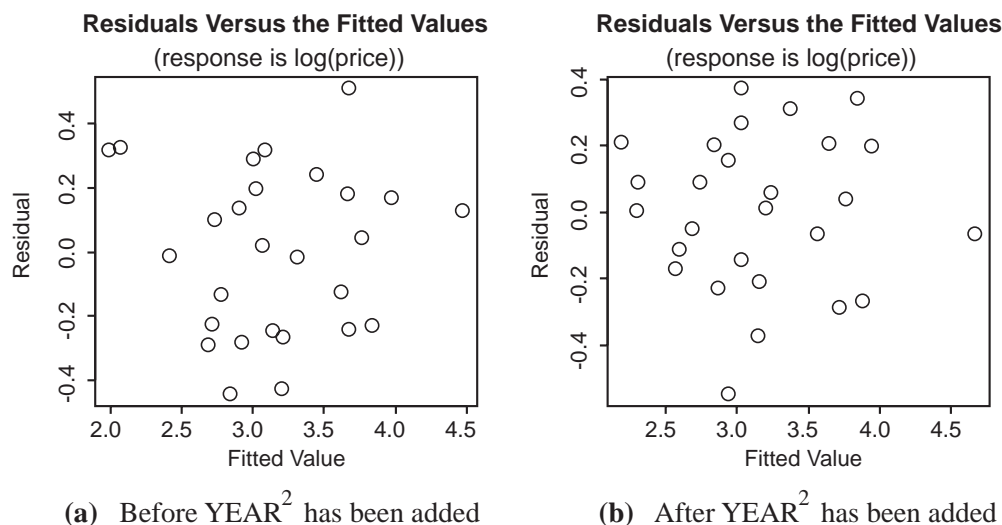 Residuals Versus the Fitted Values
(response is log(price))
Residual
0.4
0.2
0.0
-0.2
-0.4
2.0 2.5 3.0 3.5 4.0 4.5
Fitted Value
(a) Before YEAR² has been added
Residuals Versus the Fitted Values
(response is log(price))
Residual
0.4
0.2
0.0
-0.2
-0.4
2.5 3.0 3.5 4.0 4.5
Fitted Value
(b) After YEAR² has been added